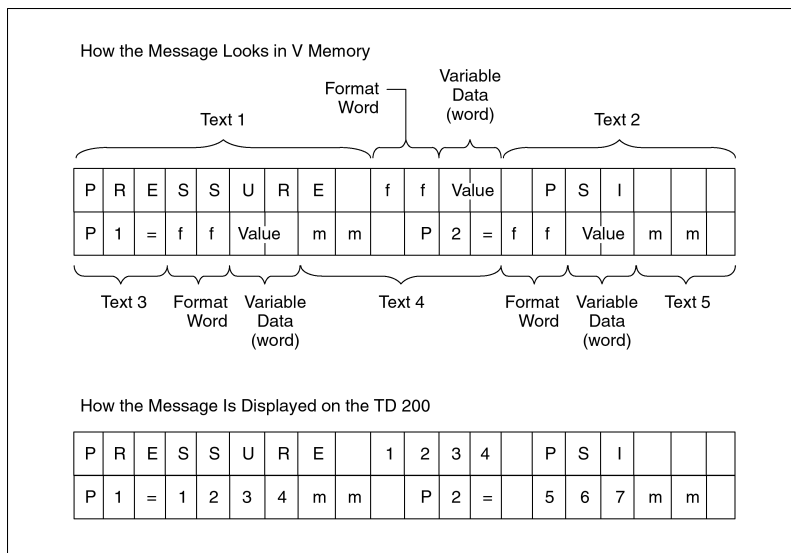 How the Message Looks in V Memory
Format Word
Variable Data (word)
Text 1
Text 2
P R E S S U R E f f Value P S I
P 1 = f f Value m m P 2 = f f Value m m
Text 3
Format Word
Variable Data (word)
Text 4
Format Word
Variable Data (word)
Text 5
How the Message Is Displayed on the TD 200
P R E S S U R E 1 2 3 4 P S I
P 1 = 1 2 3 4 m m P 2 = 5 6 7 m m